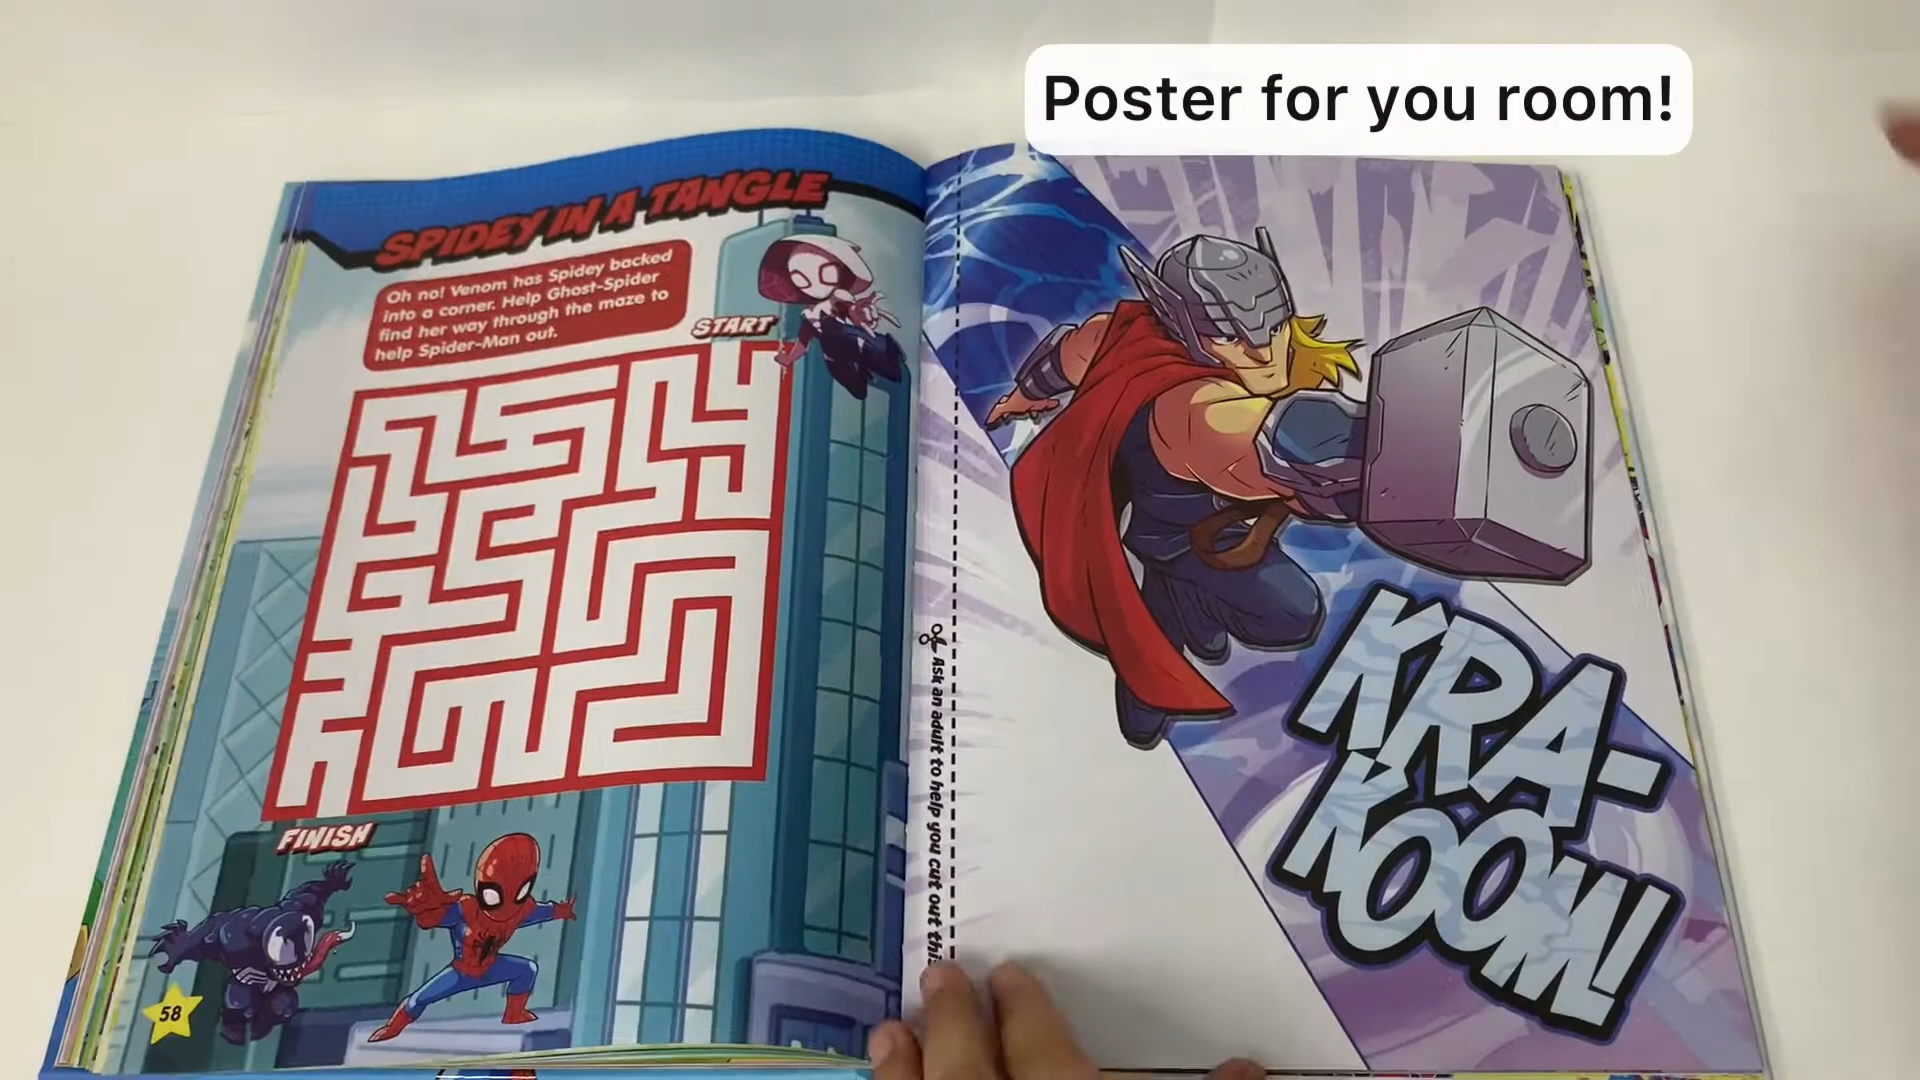 Poster for you room!
SPIDEY IN A TANGLE
Oh no! Venom has Spidey backed
into a corner. Help Ghost-Spider
find her way through the maze to
help Spider-Man out.
START
FINISH
58
Ask an adult to help you cut out this
KRA-
KOOM!